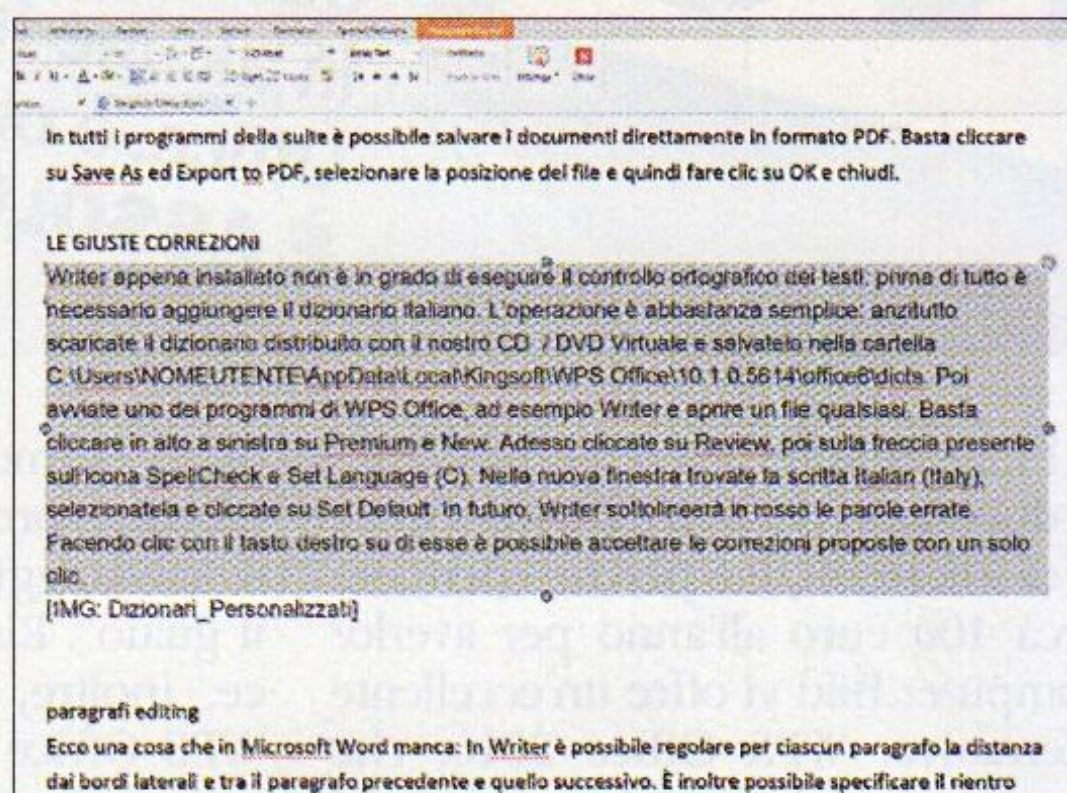 In tutti i programmi della suite è possibile salvare i documenti direttamente in formato PDF. Basta cliccare
su Save As ed Export to PDF, selezionare la posizione del file e quindi fare clic su OK e chiudi.
LE GIUSTE CORREZIONI
Writer appena installato non è in grado di eseguire il controllo ortografico dei testi: prima di tutto è
necessario aggiungere il dizionario italiano. L'operazione è abbastanza semplice: anzitutto
scaricate il dizionario distribuito con il nostro CD / DVD Virtuale e salvatelo nella cartella
C:\Users\NOMEUTENTE\AppData\Local\Kingsoft\WPS Office\10.1.0.5614\office6\dicts. Poi
avviate uno dei programmi di WPS Office, ad esempio Writer e aprire un file qualsiasi. Basta
cliccare in alto a sinistra su Premium e New. Adesso cliccate su Review, poi sulla freccia presente
sull'icona SpellCheck e Set Language (C). Nella nuova finestra trovate la scritta Italian (Italy),
selezionatela e cliccate su Set Default. In futuro, Writer sottolineerà in rosso le parole errate.
Facendo clic con il tasto destro su di esse è possibile accettare le correzioni proposte con un solo
clic.
[IMG: Dizionari_Personalizzati]
paragrafi editing
Ecco una cosa che in Microsoft Word manca: In Writer è possibile regolare per ciascun paragrafo la distanza
dai bordi laterali e tra il paragrafo precedente e quello successivo. È inoltre possibile specificare il rientro